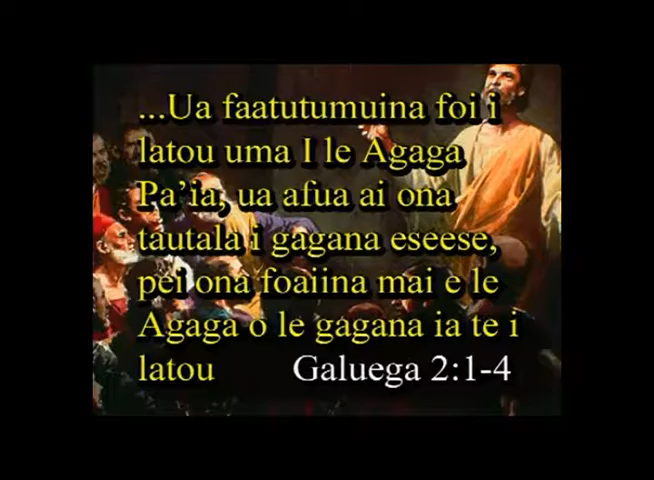 ...Ua faatutumuina foi i
latou uma I le Agaga
Pa’ia, ua afua ai ona
tautala i gagana eseese,
pei ona foaiina mai e le
Agaga o le gagana ia te i
latou Galuega 2:1-4